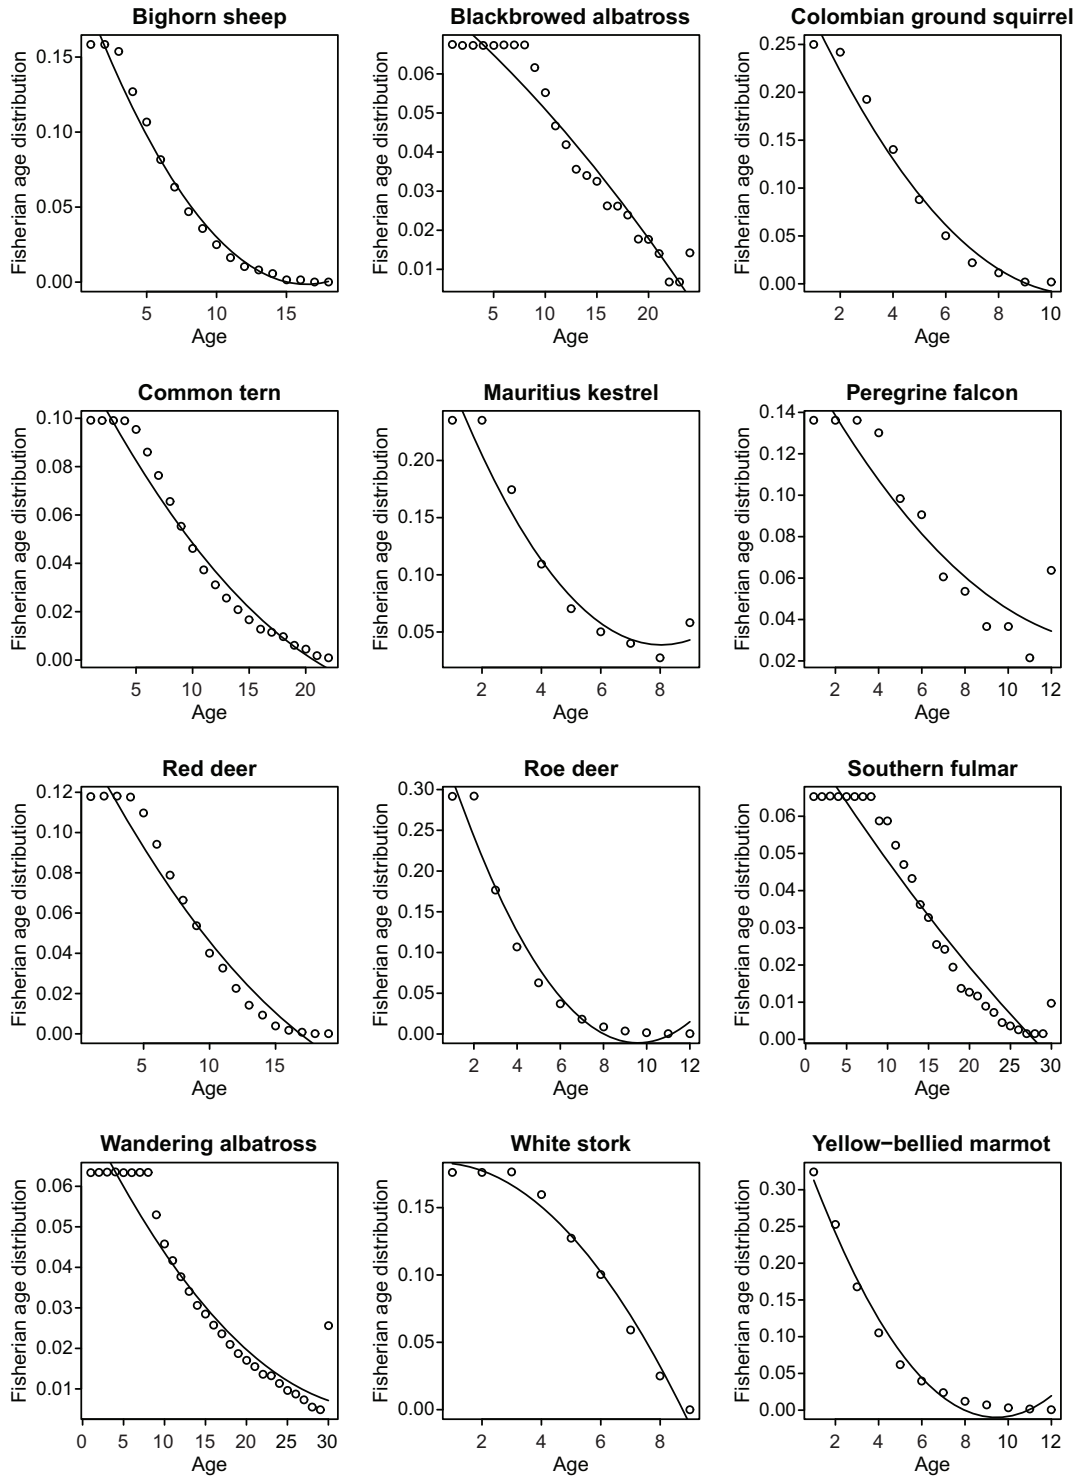 Bighorn sheep
Fisherian age distribution
0.15
0.10
0.05
0.00
5 10 15
Age
Blackbrowed albatross
Fisherian age distribution
0.06
0.05
0.04
0.03
0.02
0.01
5 10 15 20
Age
Colombian ground squirrel
Fisherian age distribution
0.25
0.20
0.15
0.10
0.05
0.00
2 4 6 8 10
Age
Common tern
Fisherian age distribution
0.10
0.08
0.06
0.04
0.02
0.00
5 10 15 20
Age
Mauritius kestrel
Fisherian age distribution
0.20
0.15
0.10
0.05
2 4 6 8
Age
Peregrine falcon
Fisherian age distribution
0.14
0.12
0.10
0.08
0.06
0.04
0.02
2 4 6 8 10 12
Age
Red deer
Fisherian age distribution
0.12
0.10
0.08
0.06
0.04
0.02
0.00
5 10 15
Age
Roe deer
Fisherian age distribution
0.30
0.25
0.20
0.15
0.10
0.05
0.00
2 4 6 8 10 12
Age
Southern fulmar
Fisherian age distribution
0.06
0.05
0.04
0.03
0.02
0.01
0.00
0 5 10 15 20 25 30
Age
Wandering albatross
Fisherian age distribution
0.06
0.05
0.04
0.03
0.02
0.01
0 5 10 15 20 25 30
Age
White stork
Fisherian age distribution
0.15
0.10
0.05
0.00
2 4 6 8
Age
Yellow−bellied marmot
Fisherian age distribution
0.30
0.25
0.20
0.15
0.10
0.05
0.00
2 4 6 8 10 12
Age